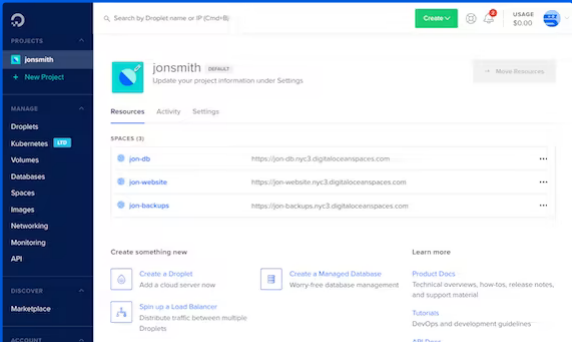 Search by Droplet name or IP (Cmd+B)
Create
2
USAGE
$0.00
PROJECTS
jonsmith
+ New Project
MANAGE
Droplets
Kubernetes
Volumes
Databases
Spaces
Images
Networking
Monitoring
API
DISCOVER
Marketplace
ACCOUNT
jonsmith DEFAULT
Update your project information under Settings
→ Move Resources
Resources Activity Settings
SPACES (3)
jon-db https://jon-db.nyc3.digitaloceanspaces.com
jon-website https://jon-website.nyc3.digitaloceanspaces.com
jon-backups https://jon-backups.nyc3.digitaloceanspaces.com
Create something new
Create a Droplet
Add a cloud server now
Create a Managed Database
Worry-free database management
Spin up a Load Balancer
Distribute traffic between multiple
Droplets
Learn more
Product Docs
Technical overviews, how-tos, release notes,
and support material
Tutorials
DevOps and development guidelines
API Docs